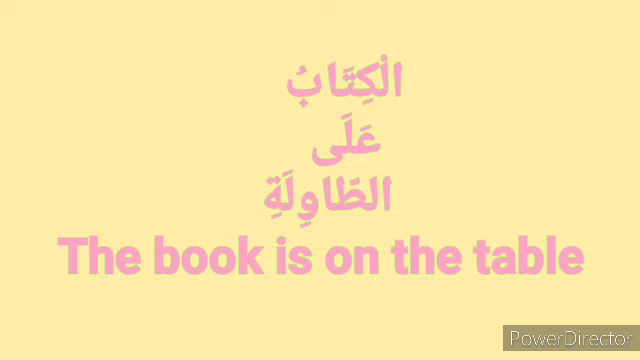 الْكِتَابُ
عَلَى
الطَّاوِلَةِ
The book is on the table
PowerDirector